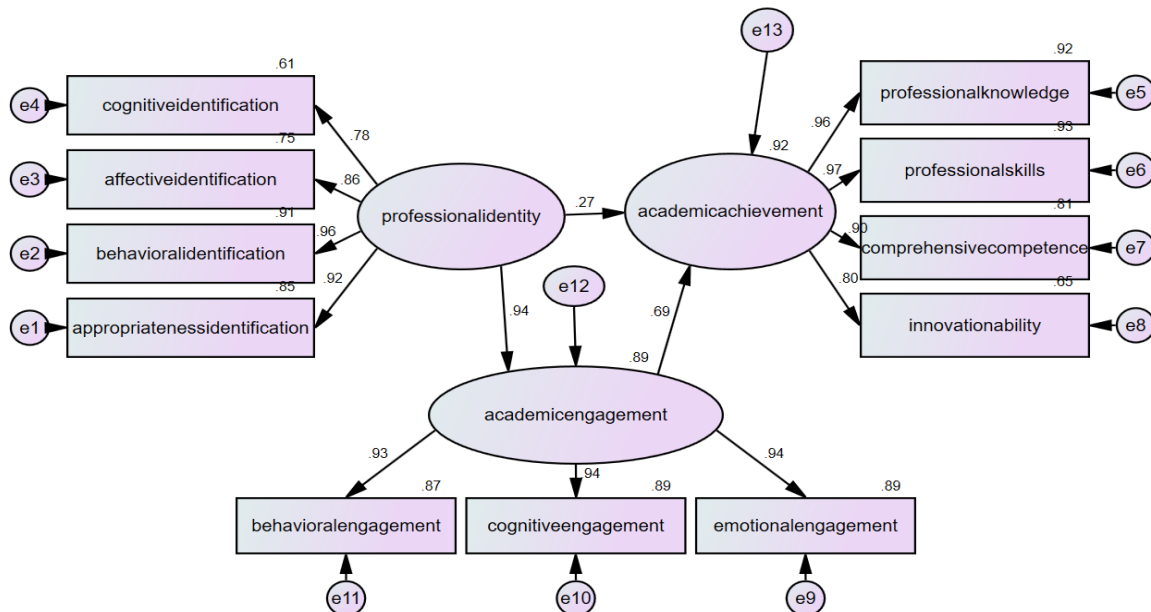 e13
.61
.92
e4
cognitiveidentification
professionalknowledge
e5
.78
.96
.75
.92
.93
e3
affectiveidentification
.86
.97
professionalskills
e6
.91
professionalidentity
.27
academicachievement
.81
e2
behavioralidentification
.96
.90
comprehensivecompetence
e7
.85
.92
e12
.80
.65
e1
appropriatenessidentification
.94
.69
innovationability
e8
.89
academicengagement
.93
.94
.94
.87
.89
.89
behavioralengagement
cognitiveengagement
emotionalengagement
e11
e10
e9